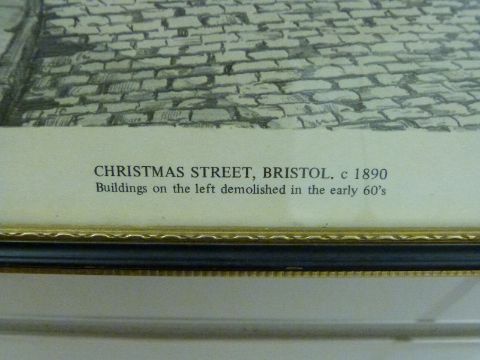 CHRISTMAS STREET, BRISTOL. c 1890
Buildings on the left demolished in the early 60's